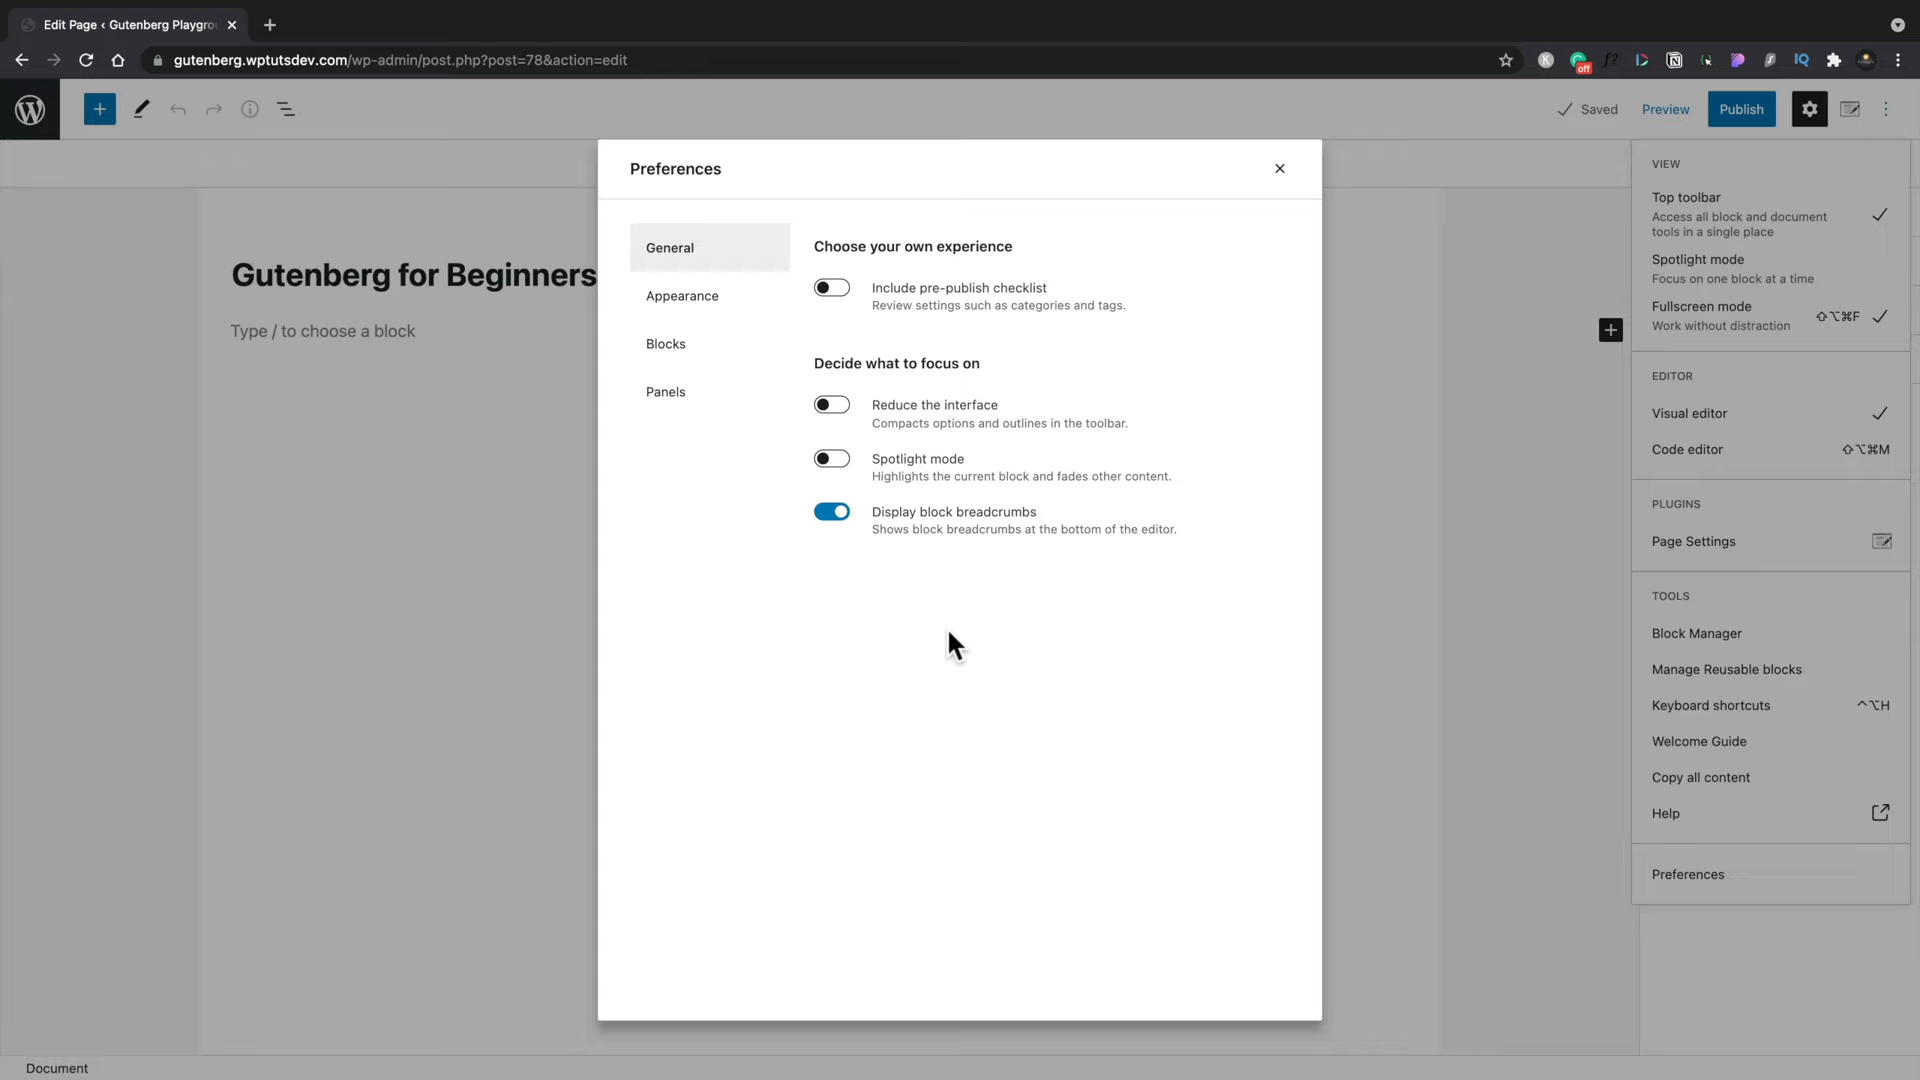 Edit Page ‹ Gutenberg Playgro
gutenberg.wptutsdev.com/wp-admin/post.php?post=78&action=edit
off
Saved
Preview
Publish
Gutenberg for Beginners
Type / to choose a block
Preferences
General
Appearance
Blocks
Panels
Choose your own experience
Include pre-publish checklist
Review settings such as categories and tags.
Decide what to focus on
Reduce the interface
Compacts options and outlines in the toolbar.
Spotlight mode
Highlights the current block and fades other content.
Display block breadcrumbs
Shows block breadcrumbs at the bottom of the editor.
VIEW
Top toolbar
Access all block and document
tools in a single place
Spotlight mode
Focus on one block at a time
Fullscreen mode ⇧⌥⌘F
Work without distraction
EDITOR
Visual editor
Code editor ⇧⌥⌘M
PLUGINS
Page Settings
TOOLS
Block Manager
Manage Reusable blocks
Keyboard shortcuts ^⌥H
Welcome Guide
Copy all content
Help
Preferences
Document